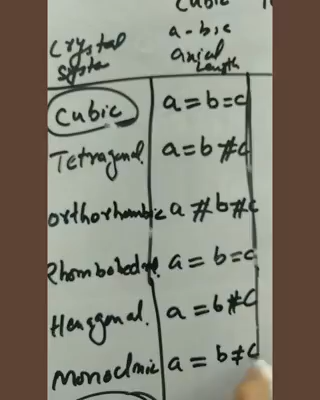 Cubic
Crystal a - b = c
System axial
Length
Cubic a = b = c
Tetragonal a = b ≠ c
Orthorhombic a ≠ b ≠ c
Rhombohedral a = b = c
Hexagonal a = b ≠ c
Monoclinic a = b ≠ c